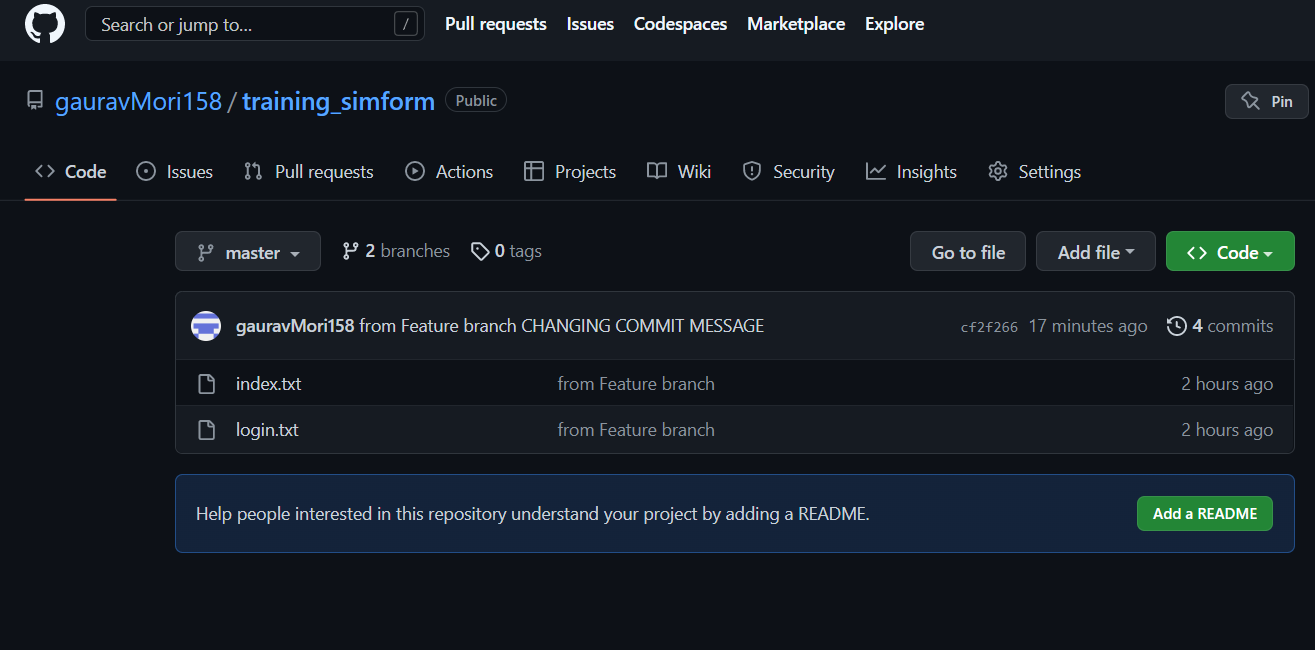 Search or jump to... / Pull requests Issues Codespaces Marketplace Explore
gauravMori158 / training_simform Public Pin
Code Issues Pull requests Actions Projects Wiki Security Insights Settings
master 2 branches 0 tags Go to file Add file Code
gauravMori158 from Feature branch CHANGING COMMIT MESSAGE cf2f266 17 minutes ago 4 commits
index.txt from Feature branch 2 hours ago
login.txt from Feature branch 2 hours ago
Help people interested in this repository understand your project by adding a README. Add a README